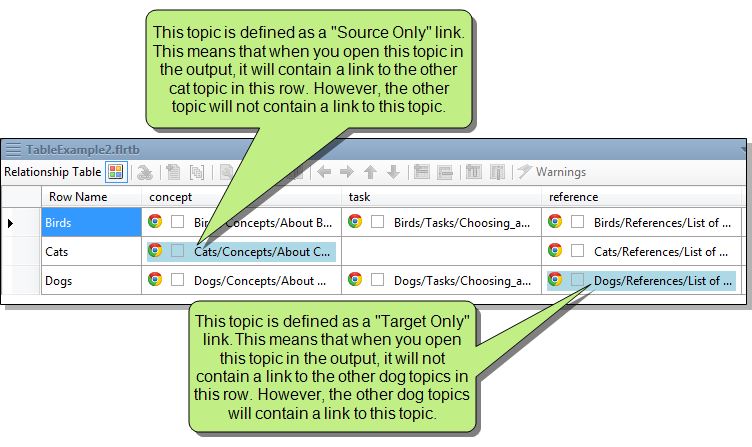 This topic is defined as a "Source Only" link.
This means that when you open this topic in
the output, it will contain a link to the other
cat topic in this row. However, the other
topic will not contain a link to this topic.
TableExample2.flrtb
Relationship Table Warnings
Row Name concept task reference
Birds Birds/Concepts/About B... Birds/Tasks/Choosing_a... Birds/References/List of ...
Cats Cats/Concepts/About C... Cats/References/List of ...
Dogs Dogs/Concepts/About ... Dogs/Tasks/Choosing_a... Dogs/References/List of ...
This topic is defined as a "Target Only"
link. This means that when you open
this topic in the output, it will not
contain a link to the other dog topics in
this row. However, the other dog topics
will contain a link to this topic.